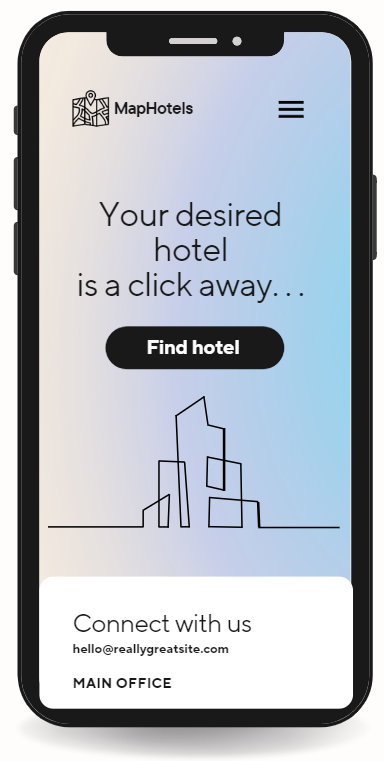 MapHotels
Your desired
hotel
is a click away. . .
Find hotel
Connect with us
hello@reallygreatsite.com
MAIN OFFICE